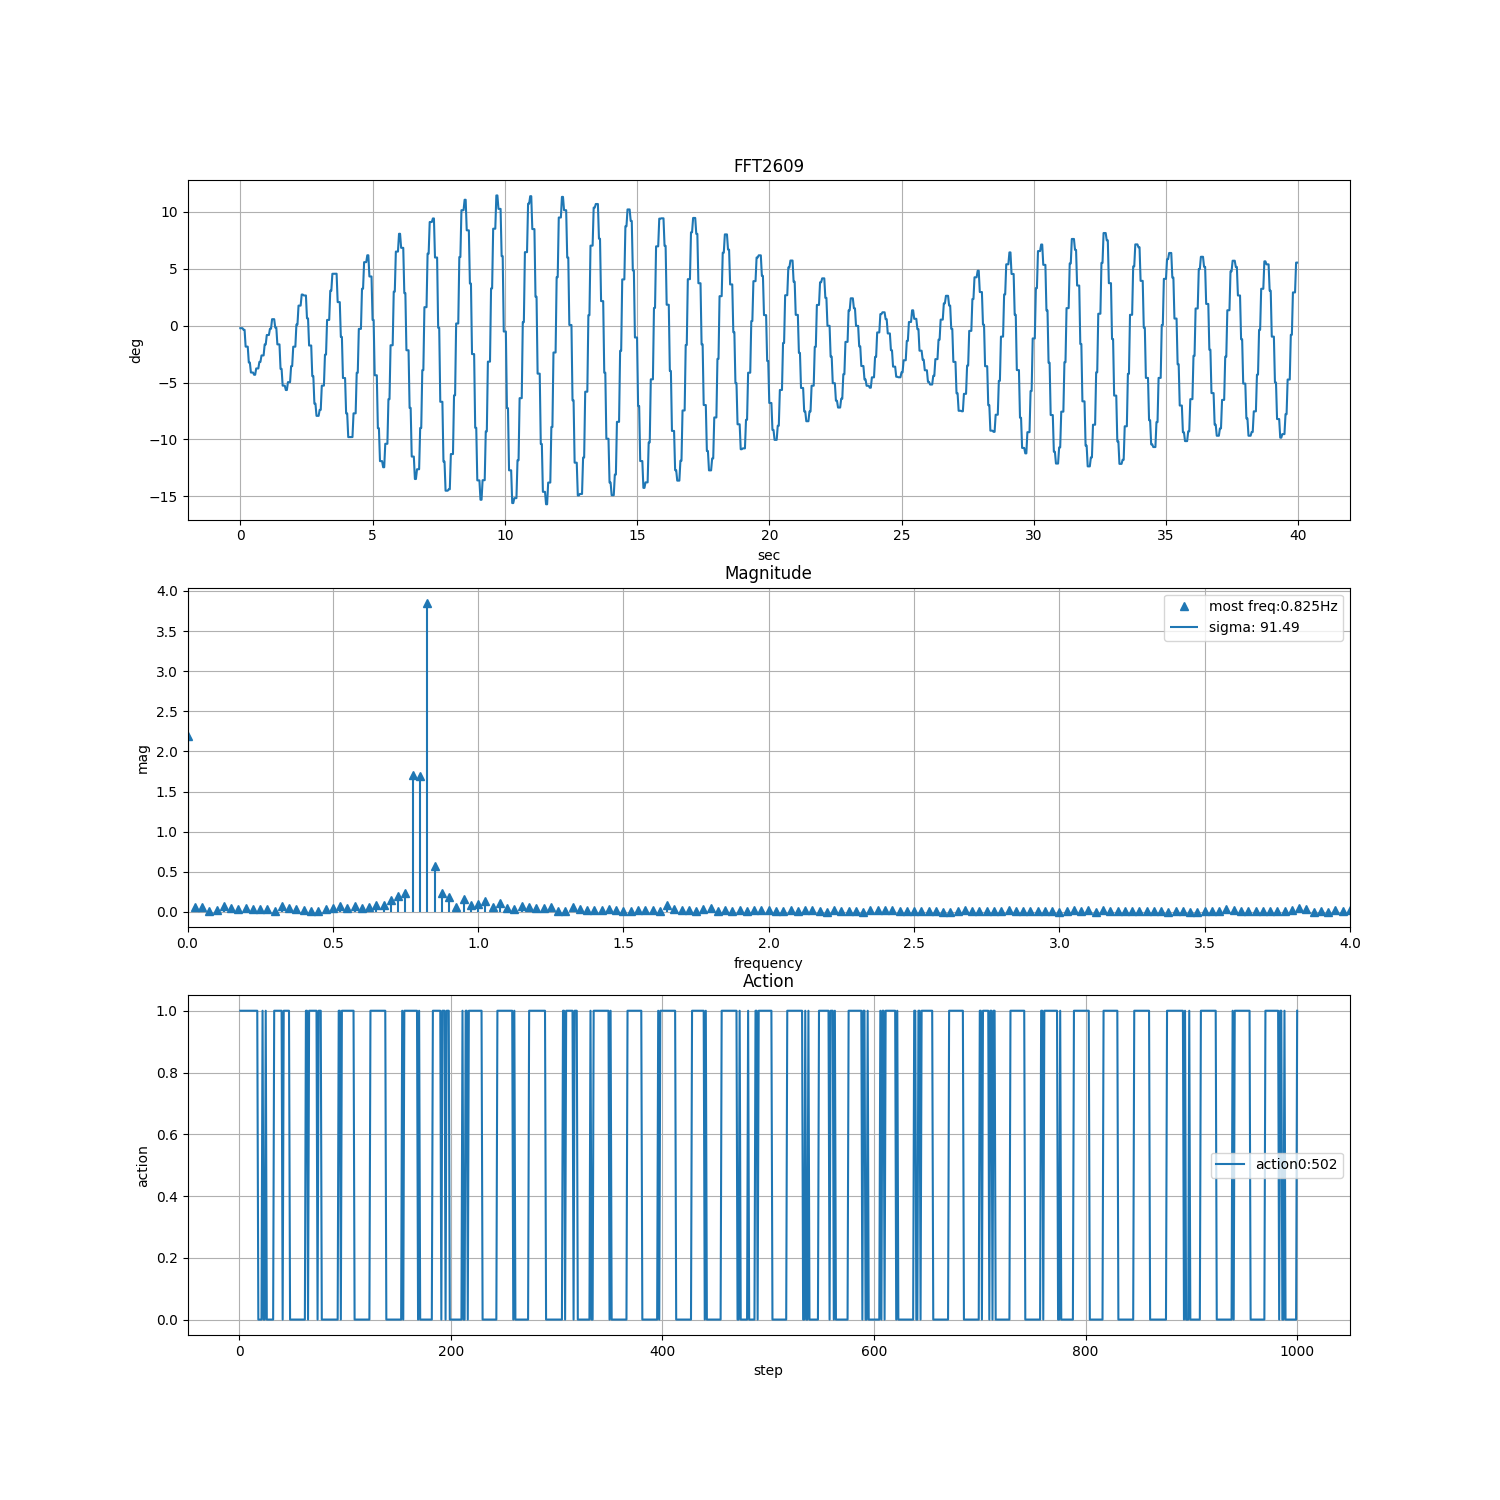 FFT2609
10
5
0
−5
−10
−15
deg
0 5 10 15 20 25 30 35 40
sec
Magnitude
4.0
3.5
3.0
2.5
2.0
1.5
1.0
0.5
0.0
mag
most freq:0.825Hz
sigma: 91.49
0.0 0.5 1.0 1.5 2.0 2.5 3.0 3.5 4.0
frequency
Action
1.0
0.8
0.6
0.4
0.2
0.0
action
action0:502
0 200 400 600 800 1000
step